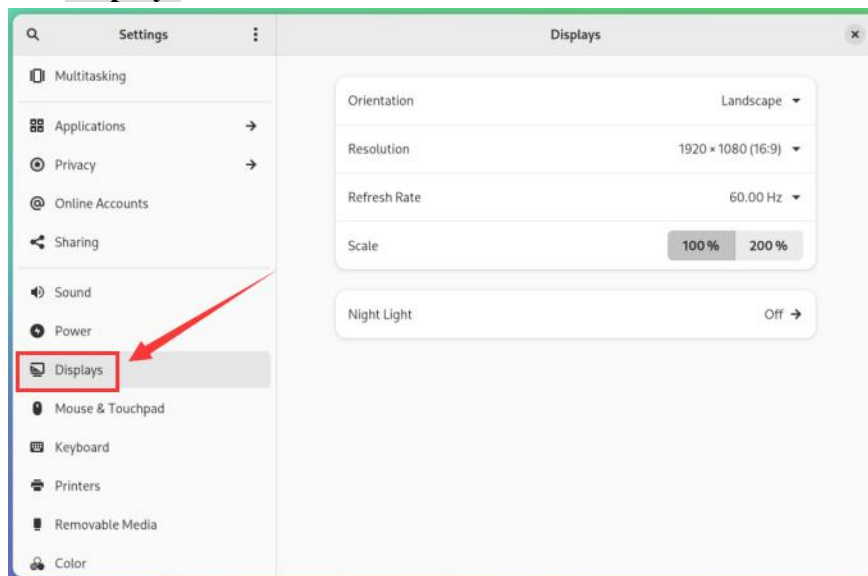 Settings
Displays
Multitasking
Applications
Privacy
Online Accounts
Sharing
Sound
Power
Displays
Mouse & Touchpad
Keyboard
Printers
Removable Media
Color
Orientation Landscape
Resolution 1920 × 1080 (16:9)
Refresh Rate 60.00 Hz
Scale 100 % 200 %
Night Light Off